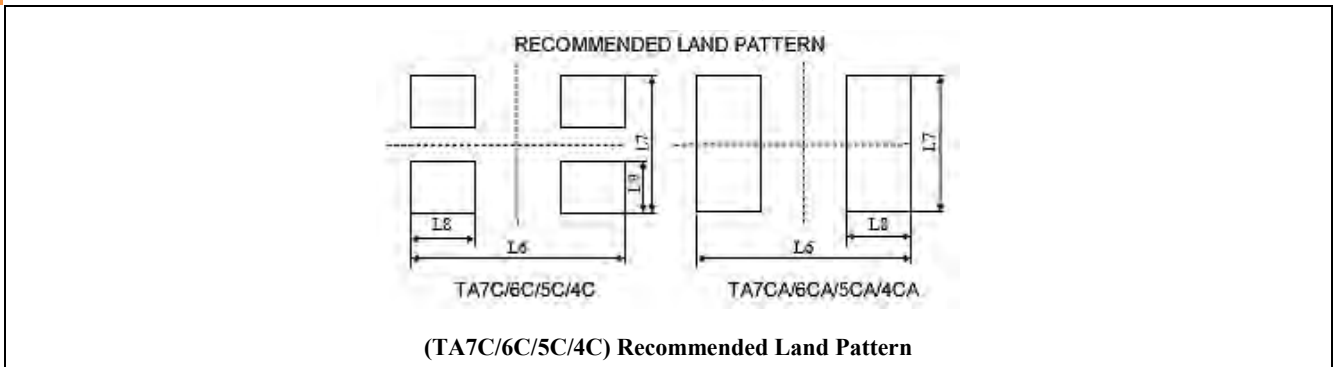 RECOMMENDED LAND PATTERN
L7
L9
L8
L6
L7
L8
L6
TA7C/6C/5C/4C
TA7CA/6CA/5CA/4CA
(TA7C/6C/5C/4C) Recommended Land Pattern